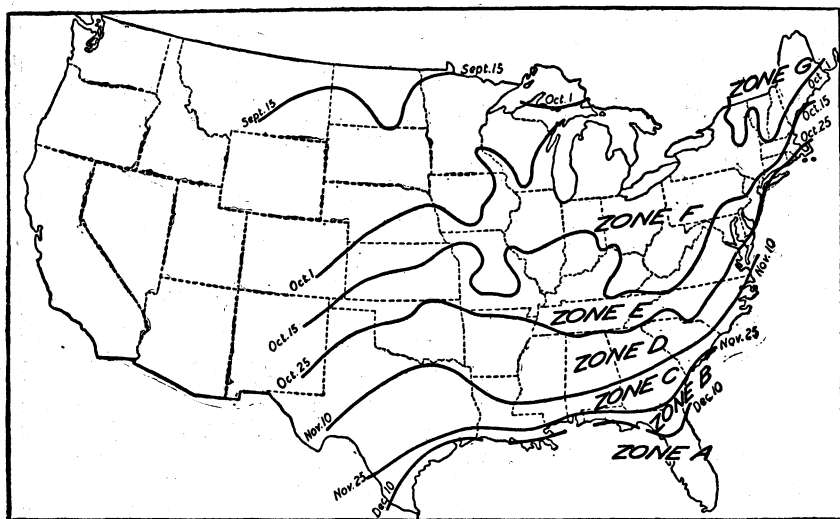 ZONE G
Sept. 15
Oct. 1
Oct. 1
Oct. 15
Sept. 15
Oct. 25
ZONE F
Nov. 10
Oct. 1
ZONE E
Oct. 15
ZONE D
Nov. 25
Oct. 25
ZONE C
ZONE B
Dec. 10
Nov. 10
ZONE A
Nov. 25
Dec. 10